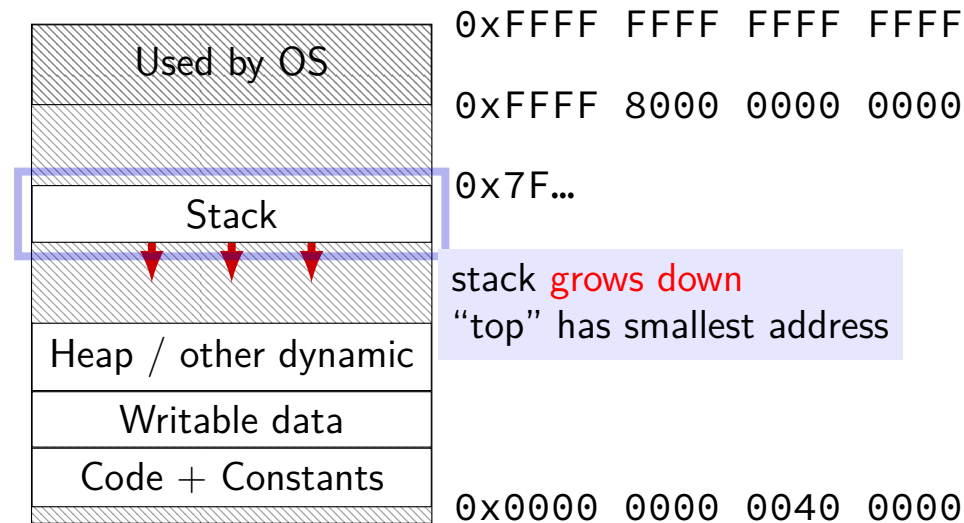 0xFFFF FFFF FFFF FFFF
Used by OS
0xFFFF 8000 0000 0000
0x7F…
Stack
stack grows down
“top” has smallest address
Heap / other dynamic
Writable data
Code + Constants
0x0000 0000 0040 0000